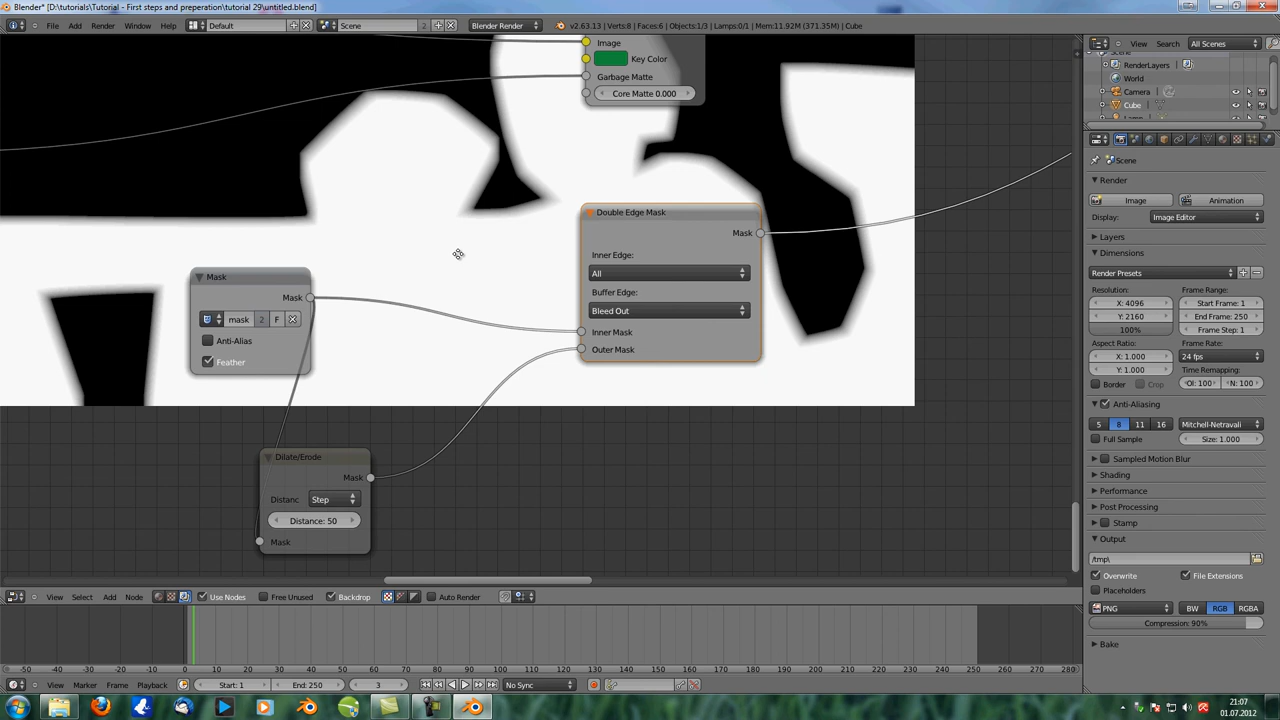 Blender* [D:\tutorials\Tutorial - First steps and preperation\tutorial 29\untitled.blend]
File Add Render Window Help Default Scene 2 Blender Render v2.63.13 | Verts:8 | Faces:6 | Objects:1/3 | Lamps:0/1 | Mem:11.92M (371.35M) | Cube
View Search All Scenes
RenderLayers
World
Camera
Cube
Scene
Render
Image Animation
Display: Image Editor
Layers
Dimensions
Render Presets
Resolution: Frame Range:
X: 4096 Start Frame: 1
Y: 2160 End Frame: 250
100% Frame Step: 1
Aspect Ratio: Frame Rate:
X: 1.000 24 fps
Y: 1.000 Time Remapping:
Border Crop OI: 100 N: 100
Anti-Aliasing
5 8 11 16 Mitchell-Netravali
Full Sample Size: 1.000
Sampled Motion Blur
Shading
Performance
Post Processing
Stamp
Output
/tmp\
Overwrite File Extensions
Placeholders
PNG BW RGB RGBA
Compression: 90%
Bake
Image
Key Color
Garbage Matte
Core Matte 0.000
Double Edge Mask
Mask
Inner Edge:
All
Buffer Edge:
Bleed Out
Inner Mask
Outer Mask
Mask
Mask
mask 2 F
Anti-Alias
Feather
Dilate/Erode
Mask
Distanc Step
Distance: 50
Mask
View Select Add Node Use Nodes Free Unused Backdrop Auto Render
-50 -40 -30 -20 -10 0 10 20 30 40 50 60 70 80 90 100 110 120 130 140 150 160 170 180 190 200 210 220 230 240 250 260 270 280
View Marker Frame Playback Start: 1 End: 250 3 No Sync
21:07
01.07.2012